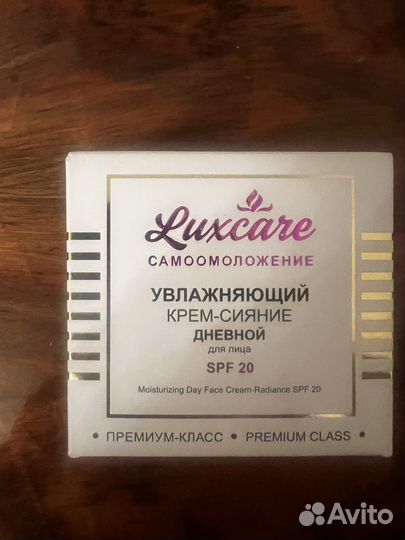 Luxcare
САМООМОЛОЖЕНИЕ
УВЛАЖНЯЮЩИЙ
КРЕМ-СИЯНИЕ
ДНЕВНОЙ
для лица
SPF 20
Moisturizing Day Face Cream-Radiance SPF 20
• ПРЕМИУМ-КЛАСС • PREMIUM CLASS •
Avito